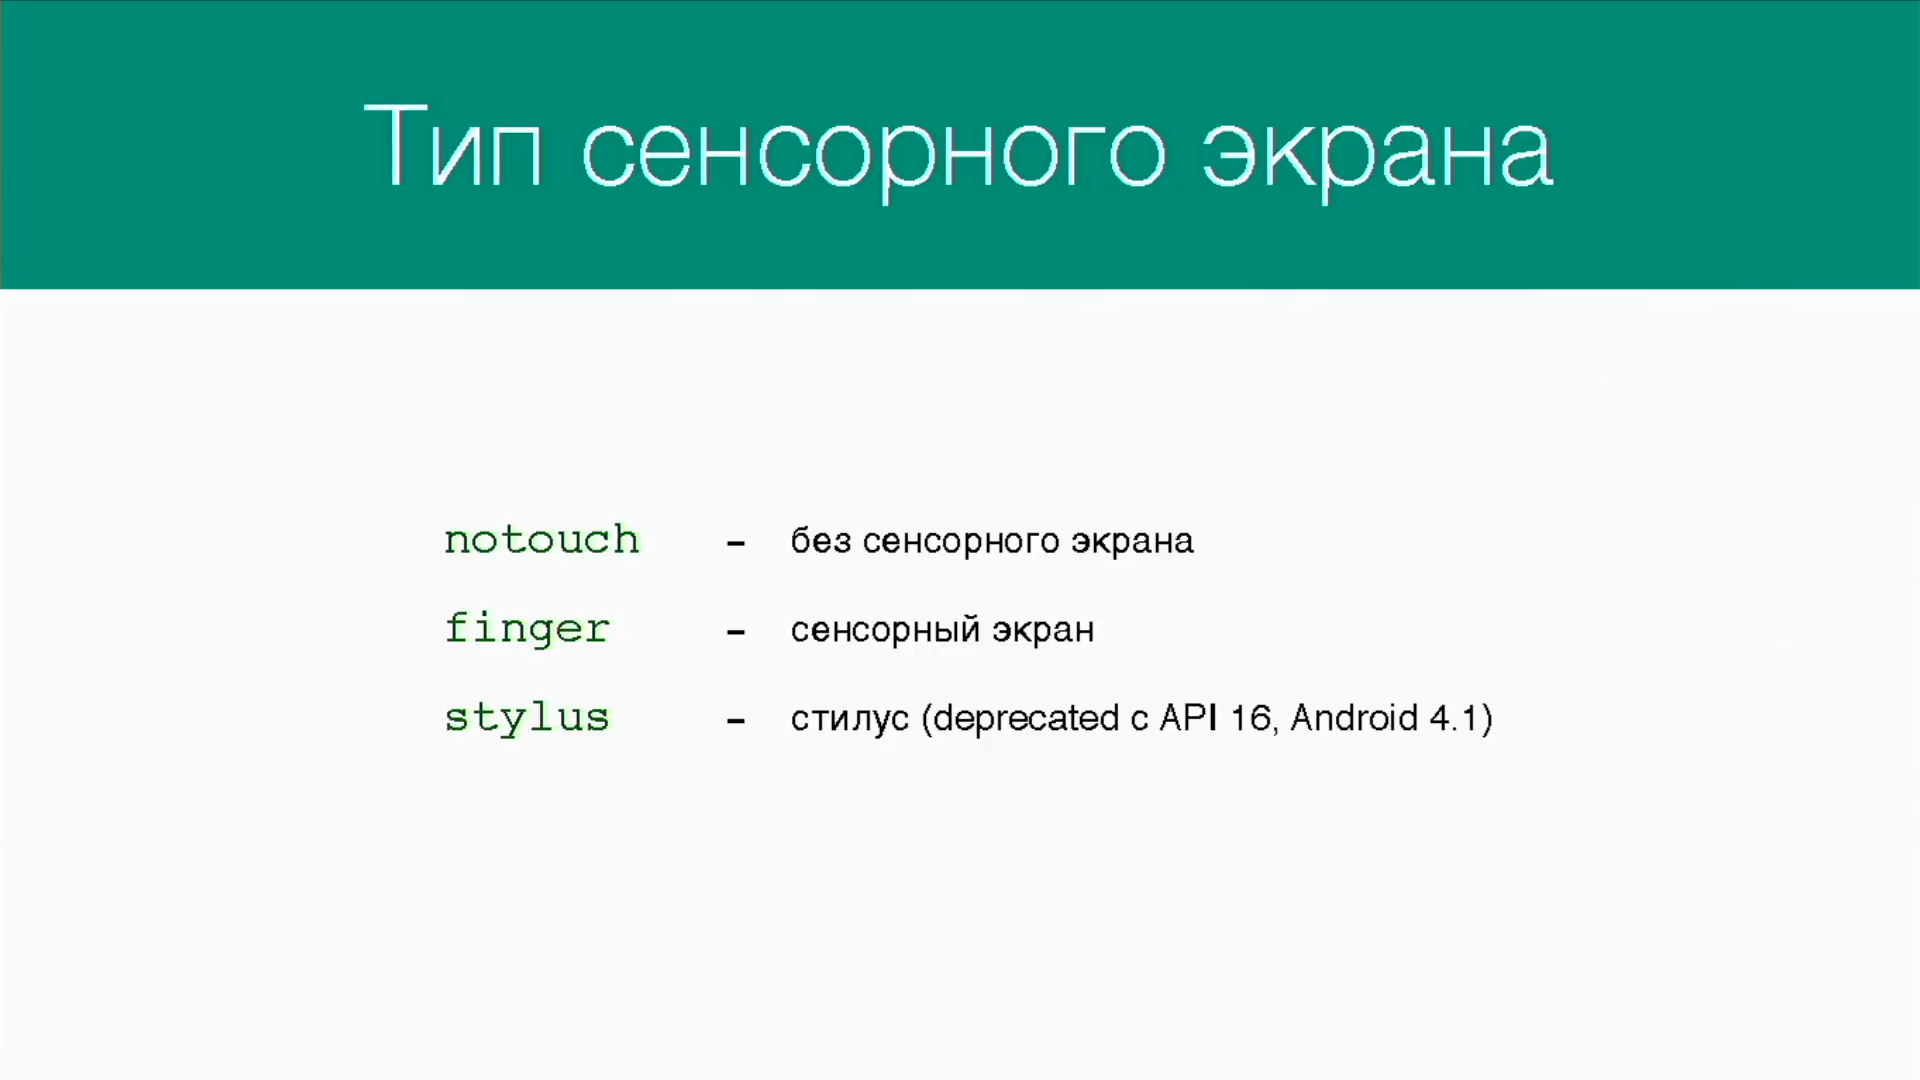 Тип сенсорного экрана
notouch - без сенсорного экрана
finger - сенсорный экран
stylus - стилус (deprecated с API 16, Android 4.1)